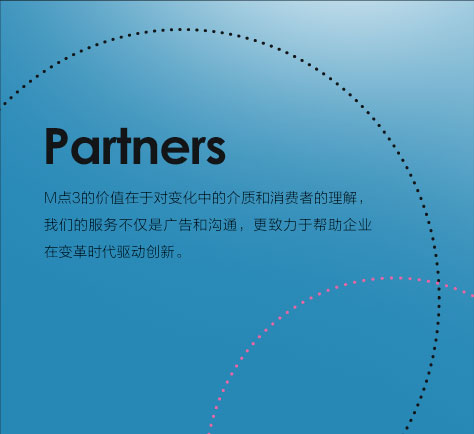 Partners
M点3的价值在于对变化中的介质和消费者的理解，
我们的服务不仅是广告和沟通，更致力于帮助企业
在变革时代驱动创新。